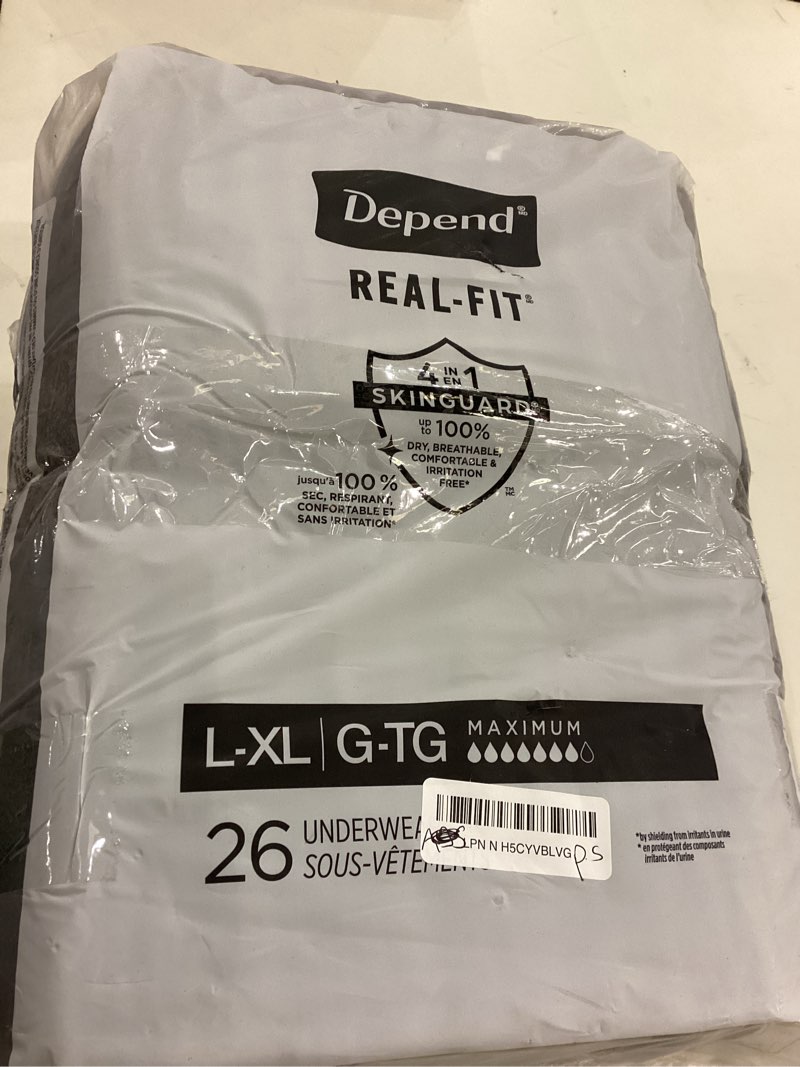 Depend®
REAL-FIT®
4 IN EN 1
SKINGUARD®
up to 100%
DRY, BREATHABLE,
COMFORTABLE &
IRRITATION
FREE*
jusqu'à 100 %
SEC, RESPIRANT,
CONFORTABLE ET
SANS IRRITATION*
TM
MC
L-XL | G-TG MAXIMUM
26 UNDERWEA
SOUS-VÊTEMENTS
LPN N H5CYVBLVG
P.S
*by shielding from irritants in urine
* en protégeant des composants
irritants de l'urine